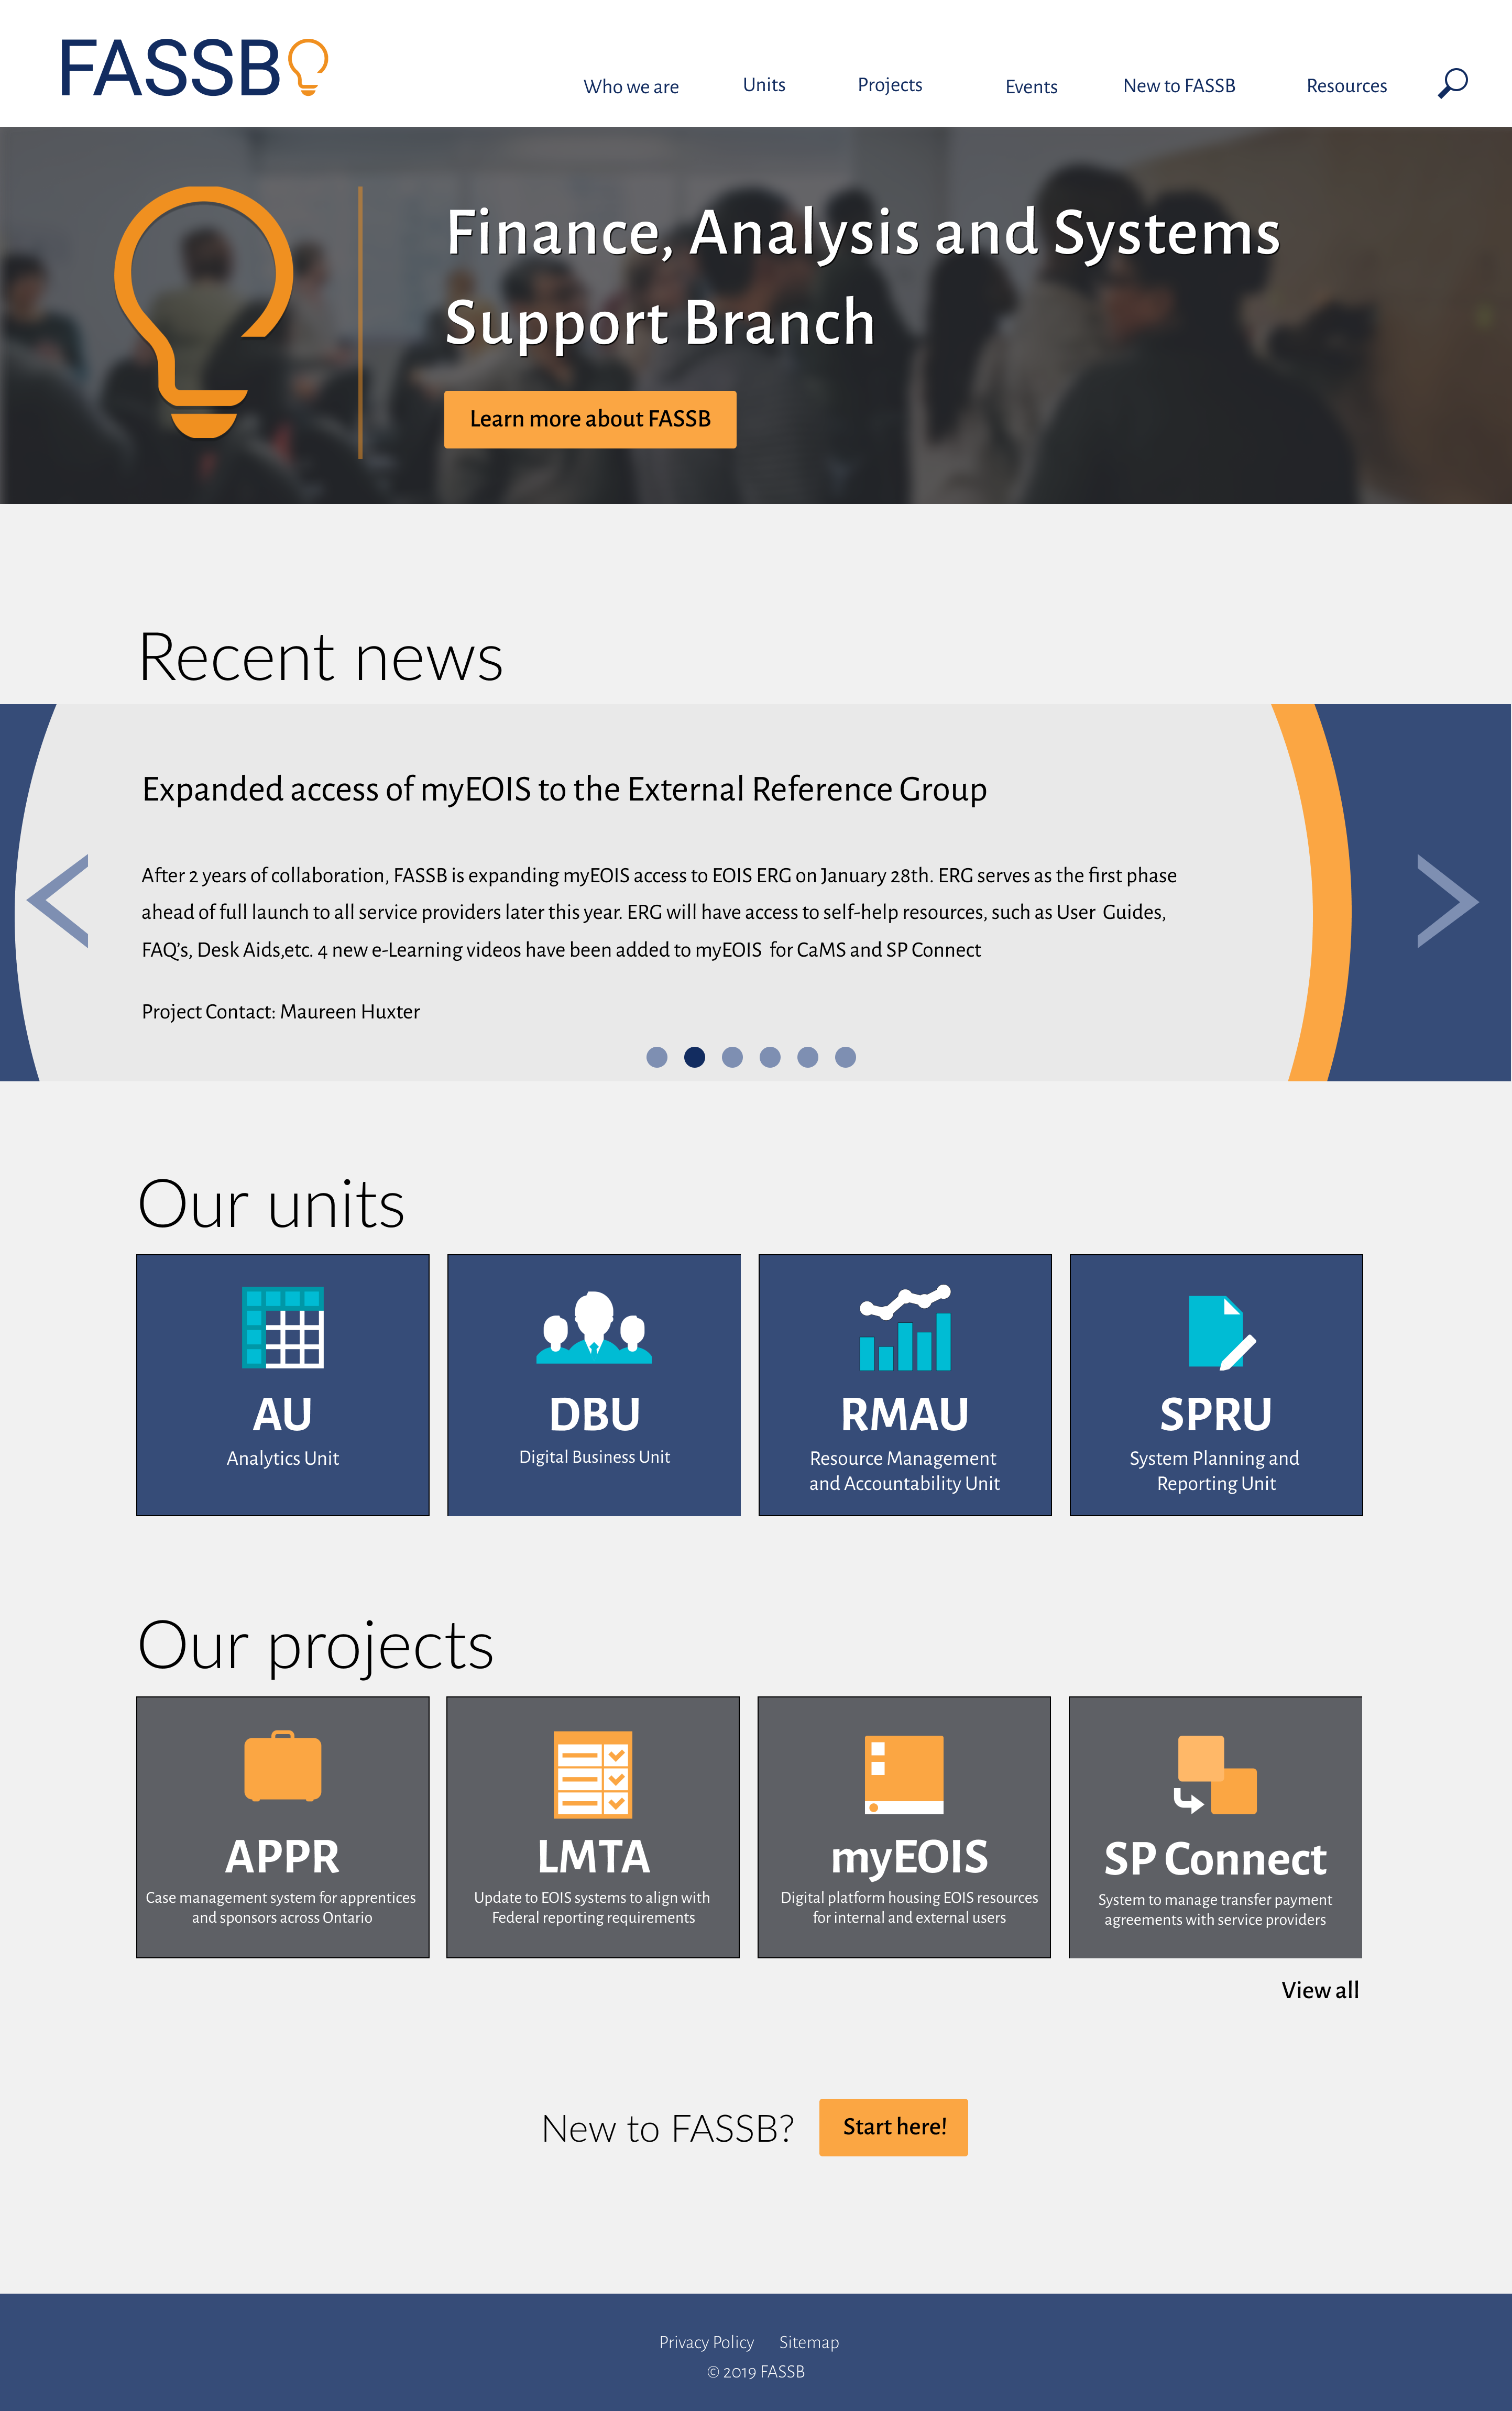 FASSB
Who we are
Units
Projects
Events
New to FASSB
Resources
Finance, Analysis and Systems
Support Branch
Learn more about FASSB
Recent news
Expanded access of myEOIS to the External Reference Group
After 2 years of collaboration, FASSB is expanding myEOIS access to EOIS ERG on January 28th. ERG serves as the first phase
ahead of full launch to all service providers later this year. ERG will have access to self-help resources, such as User Guides,
FAQ's, Desk Aids,etc. 4 new e-Learning videos have been added to myEOIS for CaMS and SP Connect
Project Contact: Maureen Huxter
Our units
AU
Analytics Unit
DBU
Digital Business Unit
RMAU
Resource Management
and Accountability Unit
SPRU
System Planning and
Reporting Unit
Our projects
APPR
Case management system for apprentices
and sponsors across Ontario
LMTA
Update to EOIS systems to align with
Federal reporting requirements
myEOIS
Digital platform housing EOIS resources
for internal and external users
SP Connect
System to manage transfer payment
agreements with service providers
View all
New to FASSB?
Start here!
Privacy Policy
Sitemap
© 2019 FASSB